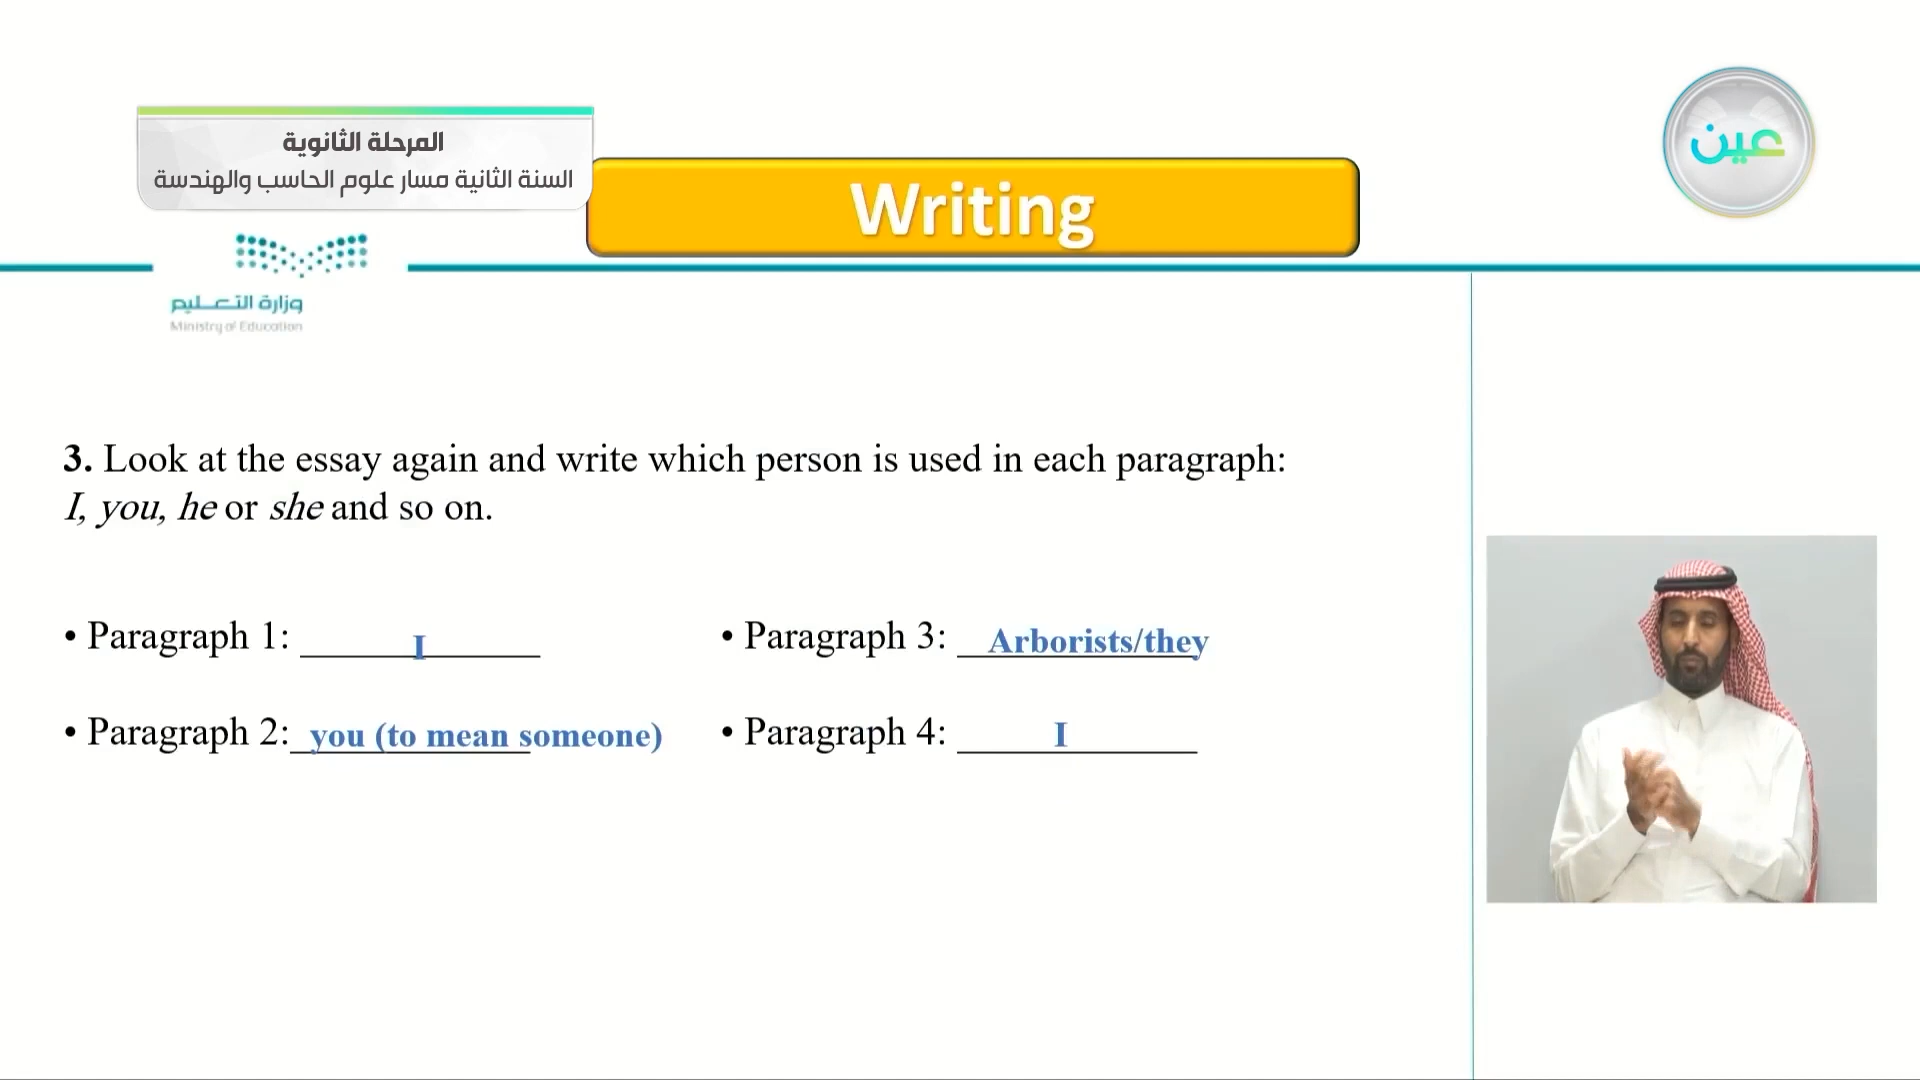 المرحلة الثانوية
السنة الثانية مسار علوم الحاسب والهندسة
عين
Writing
وزارة التعليم
Ministry of Education
3. Look at the essay again and write which person is used in each paragraph:
I, you, he or she and so on.
• Paragraph 1: I
• Paragraph 2: you (to mean someone)
• Paragraph 3: Arborists/they
• Paragraph 4: I